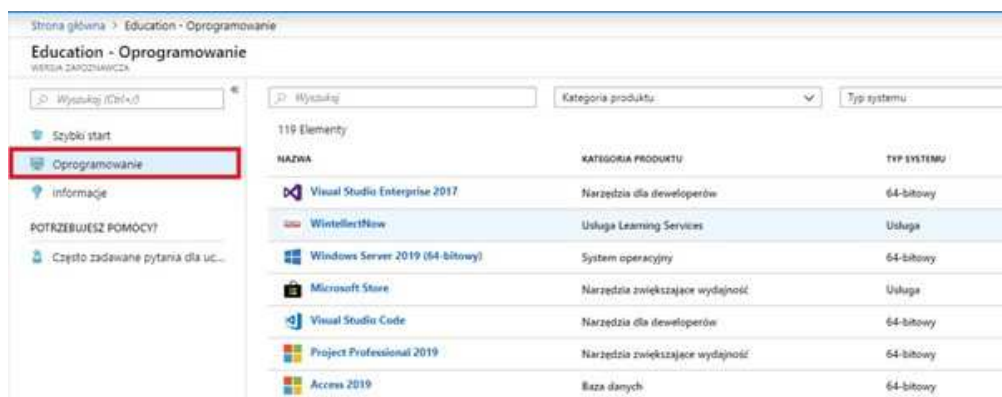 Strona główna > Education - Oprogramowanie
Education - Oprogramowanie
WERSJA ZAPOZNAWCZA
Wyszukaj (Ctrl+/)
«
Szybki start
Oprogramowanie
informacje
POTRZEBUJESZ POMOCY?
Często zadawane pytania dla uc...
Wyszukaj
Kategoria produktu
Typ systemu
119 Elementy
NAZWA KATEGORIA PRODUKTU TYP SYSTEMU
Visual Studio Enterprise 2017 Narzędzia dla deweloperów 64-bitowy
WintellectNow Usługa Learning Services Usługa
Windows Server 2019 (64-bitowy) System operacyjny 64-bitowy
Microsoft Store Narzędzia zwiększające wydajność Usługa
Visual Studio Code Narzędzia dla deweloperów 64-bitowy
Project Professional 2019 Narzędzia zwiększające wydajność 64-bitowy
Access 2019 Baza danych 64-bitowy